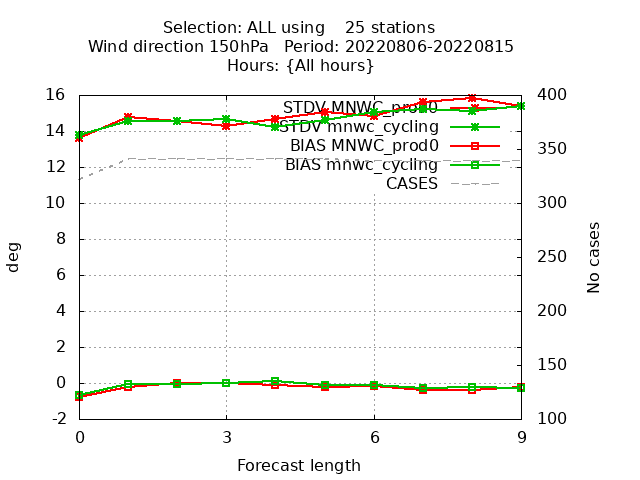 Selection: ALL using    25 stations
Wind direction 150hPa   Period: 20220806-20220815
Hours: {All hours}
16
14
12
10
8
6
4
2
0
-2
deg
400
350
300
250
200
150
100
No cases
STDV MNWC_prod0
STDV mnwc_cycling
BIAS MNWC_prod0
BIAS mnwc_cycling
CASES
0 3 6 9
Forecast length